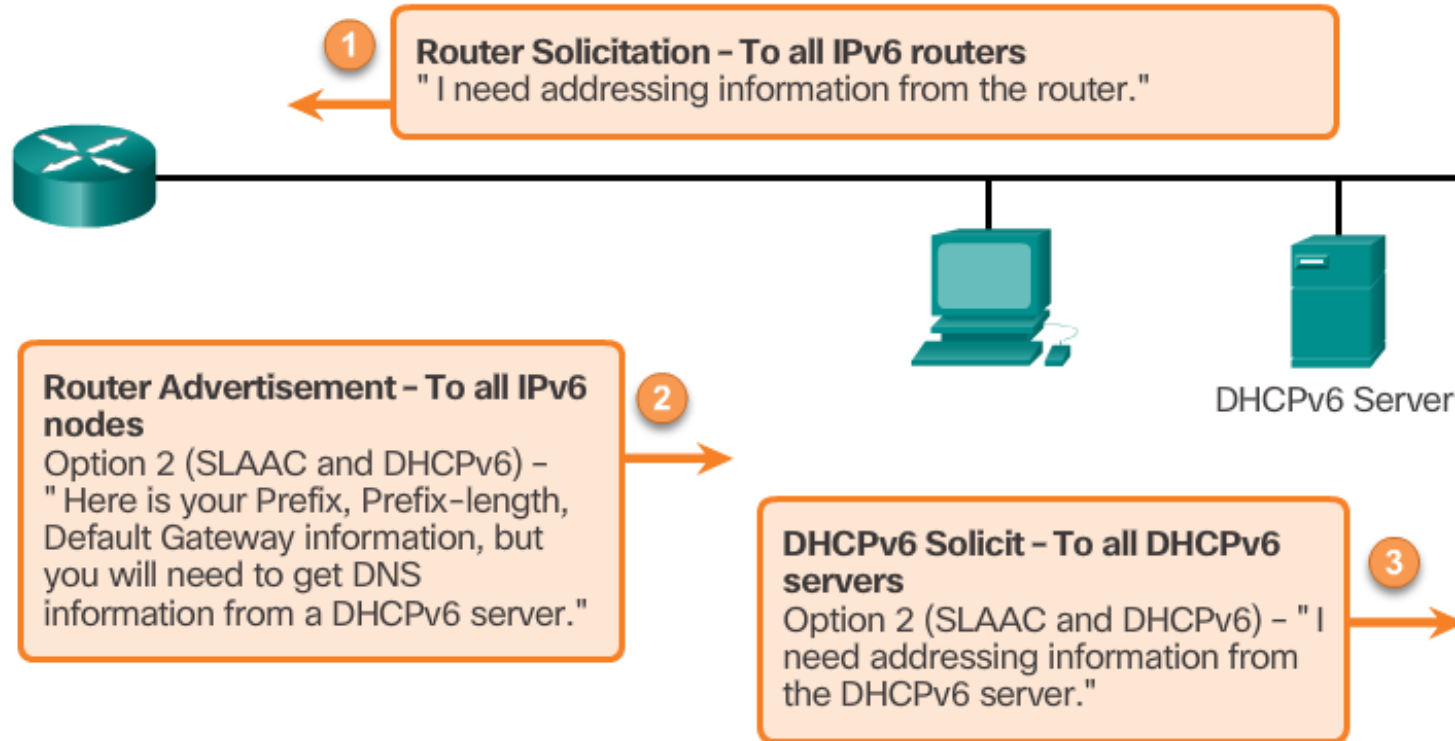 1
Router Solicitation – To all IPv6 routers
" I need addressing information from the router."
DHCPv6 Server
Router Advertisement – To all IPv6
nodes
Option 2 (SLAAC and DHCPv6) –
" Here is your Prefix, Prefix-length,
Default Gateway information, but
you will need to get DNS
information from a DHCPv6 server."
2
DHCPv6 Solicit – To all DHCPv6
servers
Option 2 (SLAAC and DHCPv6) – " I
need addressing information from
the DHCPv6 server."
3